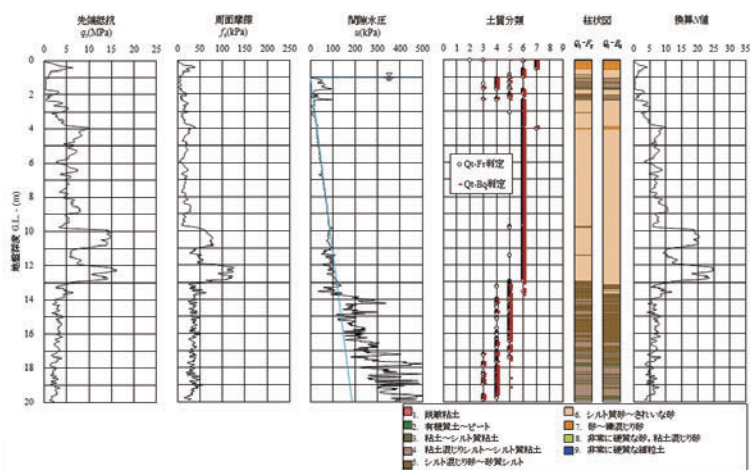 先端抵抗 周面摩擦 間隙水圧 土質分類 柱状図 換算N値
qt(MPa) fs(kPa) u(kPa) Qt-Fr Qt-Bq
0 5 10 15 20 25 0 50 100 150 200 250 0 100 200 300 400 500 0 1 2 3 4 5 6 7 8 9 0 5 10 15 20 25 30 35
地盤深度 G.L. - (m)
0
2
4
6
8
10
12
14
16
18
20
Qt-Fr判定
Qt-Bq判定
1. 鋭敏粘土
2. 有機質土～ピート
3. 粘土～シルト質粘土
4. 粘土混じりシルト～シルト質粘土
5. シルト混じり砂～砂質シルト
6. シルト質砂～きれいな砂
7. 砂～礫混じり砂
8. 非常に硬質な砂, 粘土混じり砂
9. 非常に硬質な細粒土